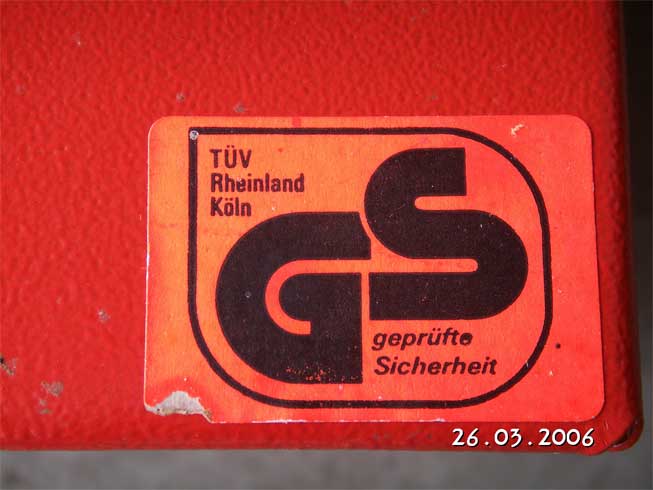 TÜV
Rheinland
Köln
GS
geprüfte
Sicherheit
26.03.2006